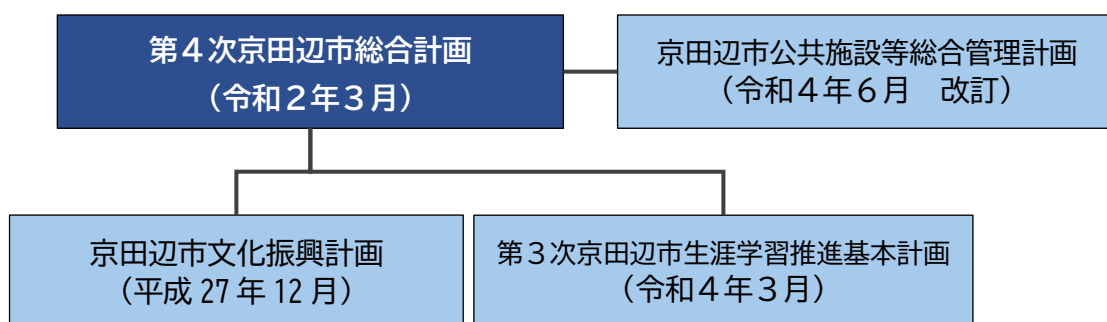 第４次京田辺市総合計画
（令和２年３月）
京田辺市公共施設等総合管理計画
（令和４年６月　改訂）
京田辺市文化振興計画
（平成 27 年 12 月）
第３次京田辺市生涯学習推進基本計画
（令和４年３月）